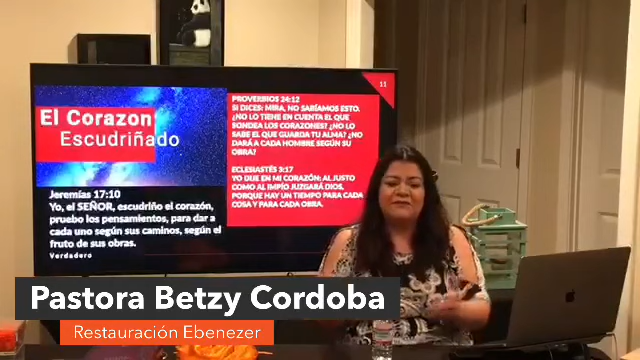 11
El Corazon
Escudriñado
Jeremías 17:10
Yo, el SEÑOR, escudriño el corazón,
pruebo los pensamientos, para dar a
cada uno según sus caminos, según el
fruto de sus obras.
Verdadero
PROVERBIOS 24:12
SI DICES: MIRA, NO SABÍAMOS ESTO.
¿NO LO TIENE EN CUENTA EL QUE
SONDEA LOS CORAZONES? ¿NO LO
SABE EL QUE GUARDA TU ALMA? ¿NO
DARÁ A CADA HOMBRE SEGÚN SU
OBRA?
ECLESIASTÉS 3:17
YO DIJE EN MI CORAZÓN: AL JUSTO
COMO AL IMPÍO JUZGARÁ DIOS,
PORQUE HAY UN TIEMPO PARA CADA
COSA Y PARA CADA OBRA.
Pastora Betzy Cordoba
Restauración Ebenezer